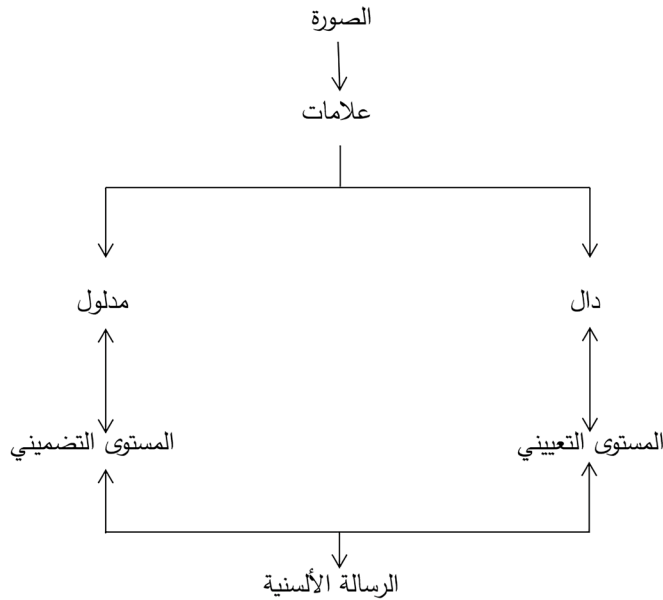 الصورة
علامات
دال
مدلول
المستوى التعييني
المستوى التضميني
الرسالة الألسنية